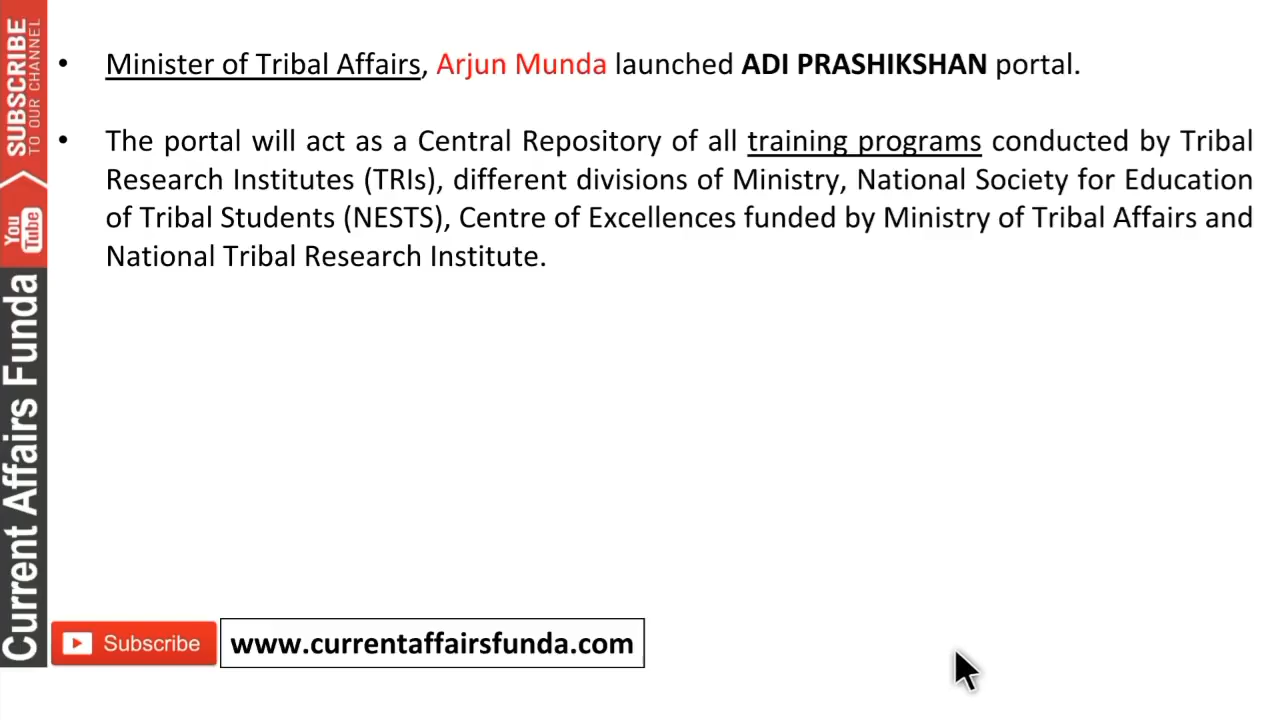 SUBSCRIBE
TO OUR CHANNEL
You
Tube
Current Affairs Funda
• Minister of Tribal Affairs, Arjun Munda launched ADI PRASHIKSHAN portal.
• The portal will act as a Central Repository of all training programs conducted by Tribal
Research Institutes (TRIs), different divisions of Ministry, National Society for Education
of Tribal Students (NESTS), Centre of Excellences funded by Ministry of Tribal Affairs and
National Tribal Research Institute.
Subscribe
www.currentaffairsfunda.com